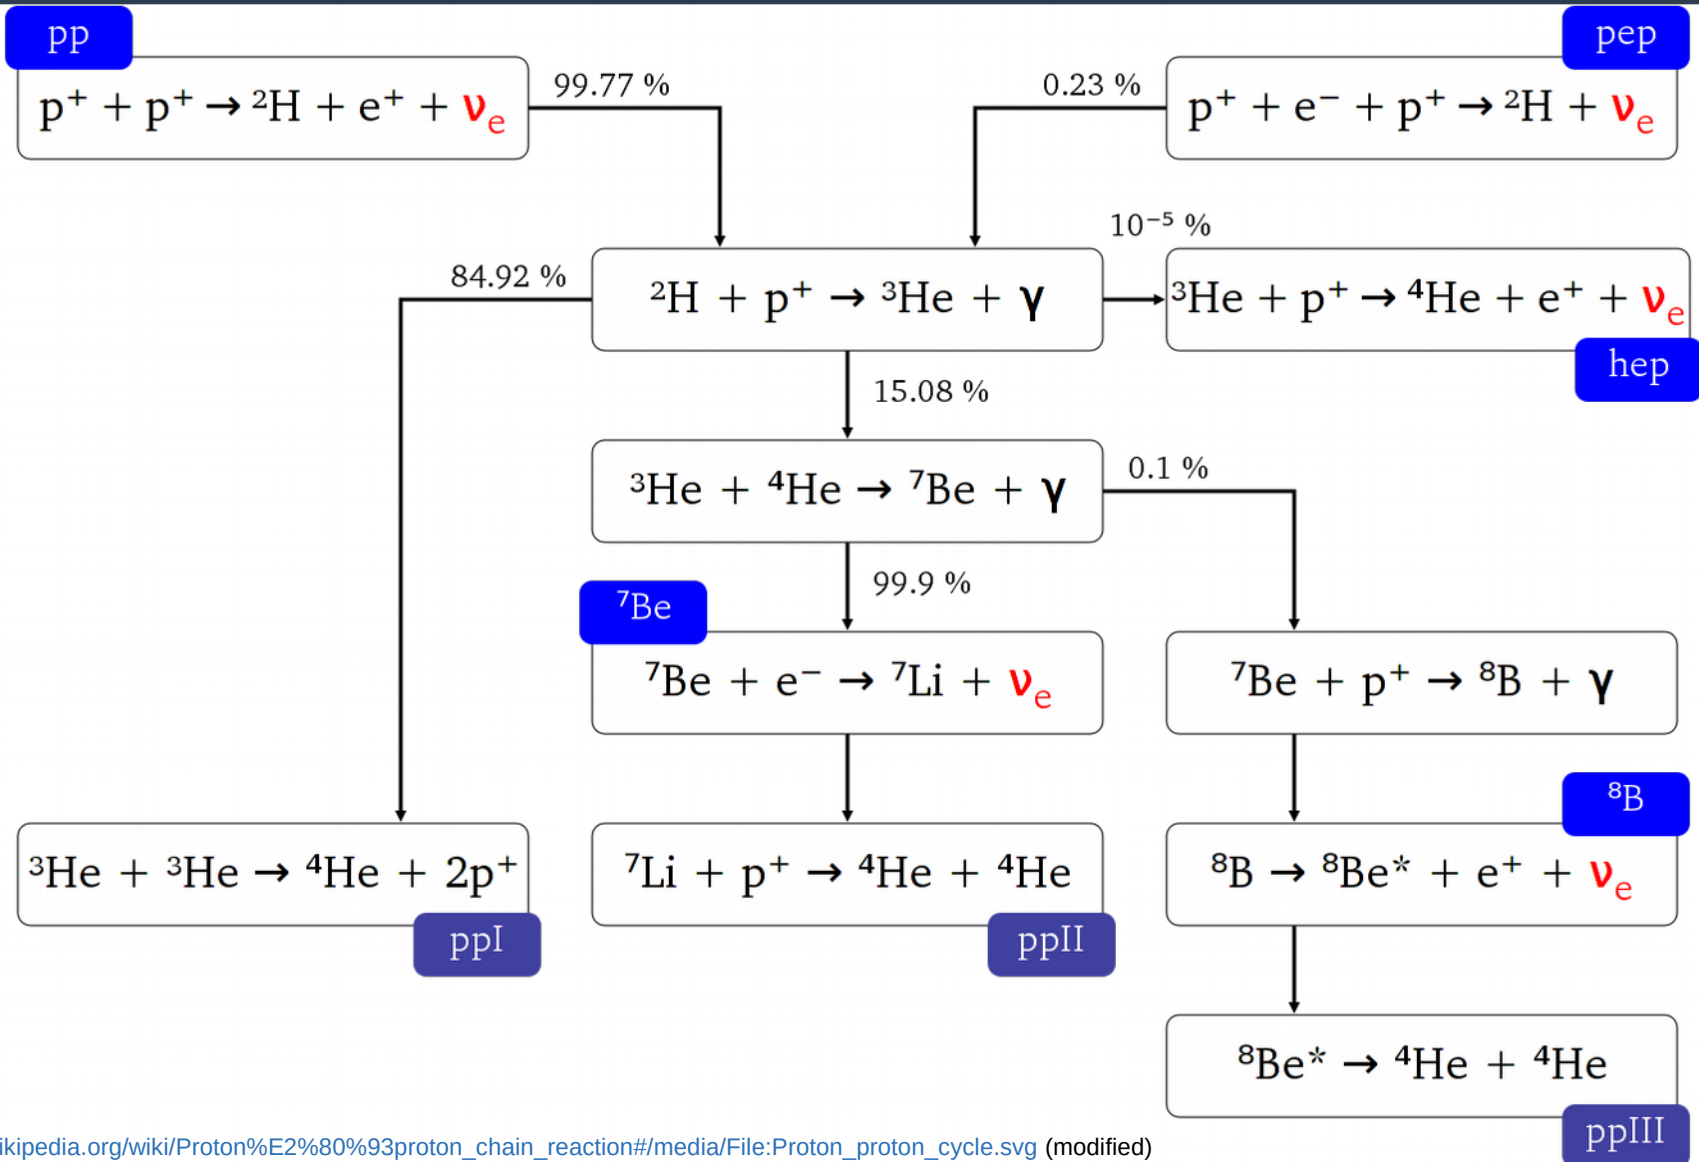 pp
pep
p⁺ + p⁺ → ²H + e⁺ + νₑ
99.77 %
0.23 %
p⁺ + e⁻ + p⁺ → ²H + νₑ
10⁻⁵ %
84.92 %
²H + p⁺ → ³He + γ
³He + p⁺ → ⁴He + e⁺ + νₑ
hep
15.08 %
³He + ⁴He → ⁷Be + γ
0.1 %
99.9 %
⁷Be
⁷Be + e⁻ → ⁷Li + νₑ
⁷Be + p⁺ → ⁸B + γ
⁸B
³He + ³He → ⁴He + 2p⁺
⁷Li + p⁺ → ⁴He + ⁴He
⁸B → ⁸Be* + e⁺ + νₑ
ppI
ppII
⁸Be* → ⁴He + ⁴He
ppIII
ikipedia.org/wiki/Proton%E2%80%93proton_chain_reaction#/media/File:Proton_proton_cycle.svg (modified)